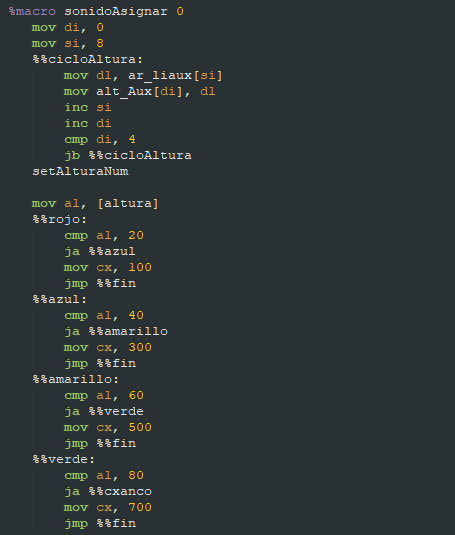 %macro sonidoAsignar 0
mov di, 0
mov si, 8
%%cicloAltura:
mov dl, ar_liaux[si]
mov alt_Aux[di], dl
inc si
inc di
cmp di, 4
jb %%cicloAltura
setAlturaNum
mov al, [altura]
%%rojo:
cmp al, 20
ja %%azul
mov cx, 100
jmp %%fin
%%azul:
cmp al, 40
ja %%amarillo
mov cx, 300
jmp %%fin
%%amarillo:
cmp al, 60
ja %%verde
mov cx, 500
jmp %%fin
%%verde:
cmp al, 80
ja %%cxanco
mov cx, 700
jmp %%fin